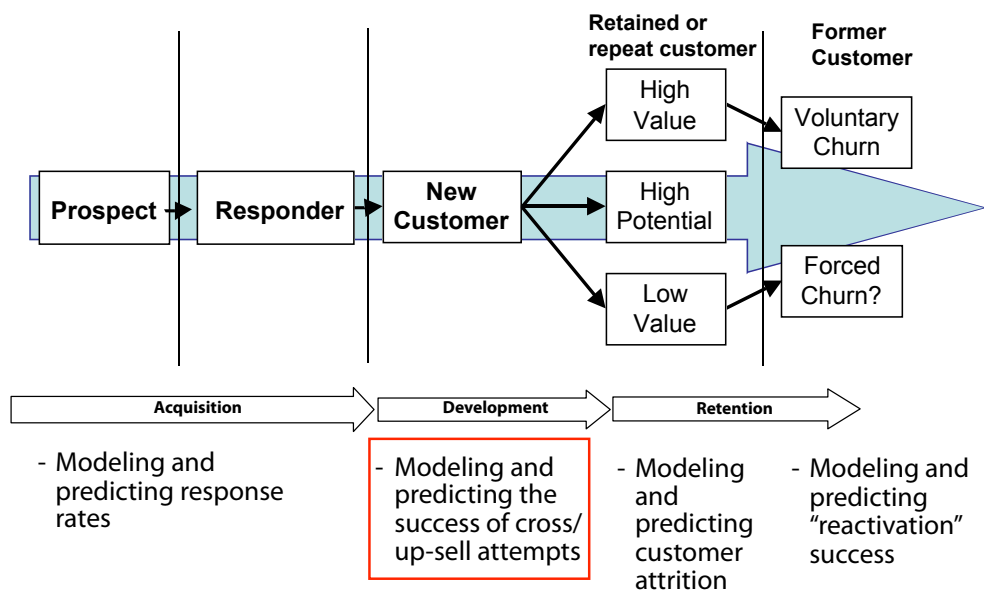 Retained or
repeat customer
Former
Customer
High
Value
Voluntary
Churn
Prospect
Responder
New
Customer
High
Potential
Low
Value
Forced
Churn?
Acquisition
Development
Retention
- Modeling and
predicting response
rates
- Modeling and
predicting the
success of cross/
up-sell attempts
- Modeling
and
predicting
customer
attrition
- Modeling and
predicting
“reactivation”
success